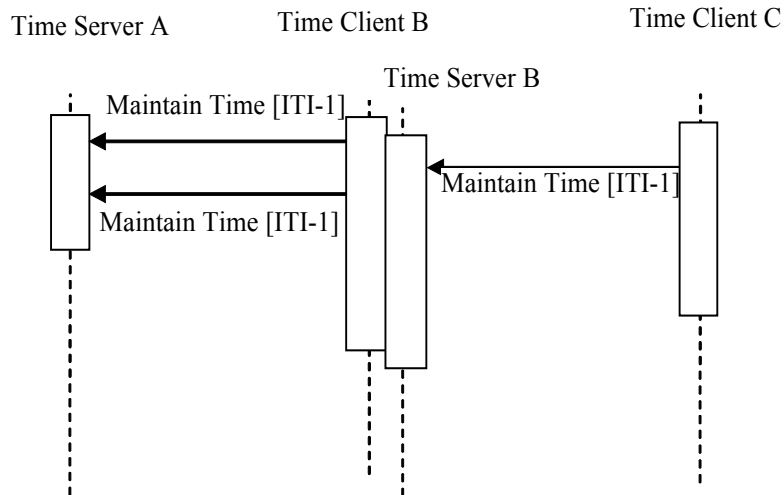 Time Server A
Time Client B
Time Client C
Time Server B
Maintain Time [ITI-1]
Maintain Time [ITI-1]
Maintain Time [ITI-1]